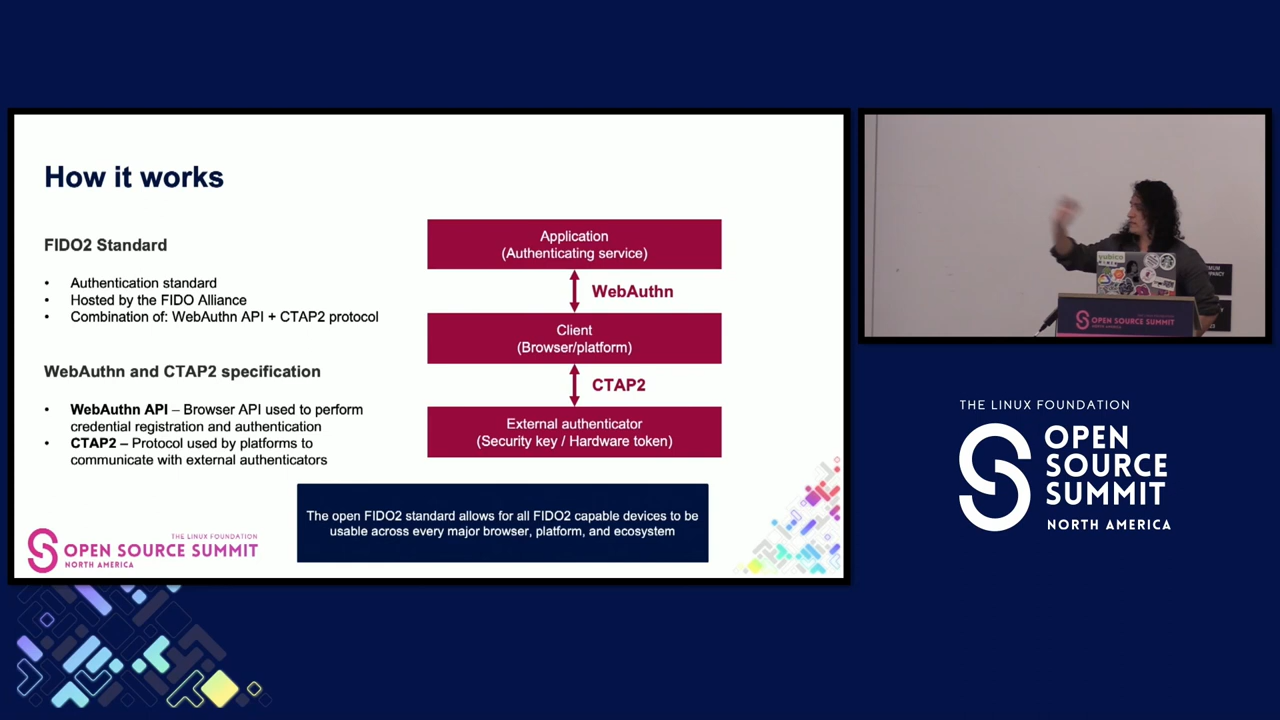 How it works
FIDO2 Standard
• Authentication standard
• Hosted by the FIDO Alliance
• Combination of: WebAuthn API + CTAP2 protocol
WebAuthn and CTAP2 specification
• WebAuthn API – Browser API used to perform
credential registration and authentication
• CTAP2 – Protocol used by platforms to
communicate with external authenticators
Application
(Authenticating service)
WebAuthn
Client
(Browser/platform)
CTAP2
External authenticator
(Security key / Hardware token)
The open FIDO2 standard allows for all FIDO2 capable devices to be
usable across every major browser, platform, and ecosystem
THE LINUX FOUNDATION
OPEN SOURCE SUMMIT
NORTH AMERICA
yubico
OPEN SOURCE SUMMIT
NORTH AMERICA
THE LINUX FOUNDATION
OPEN
SOURCE
SUMMIT
NORTH AMERICA